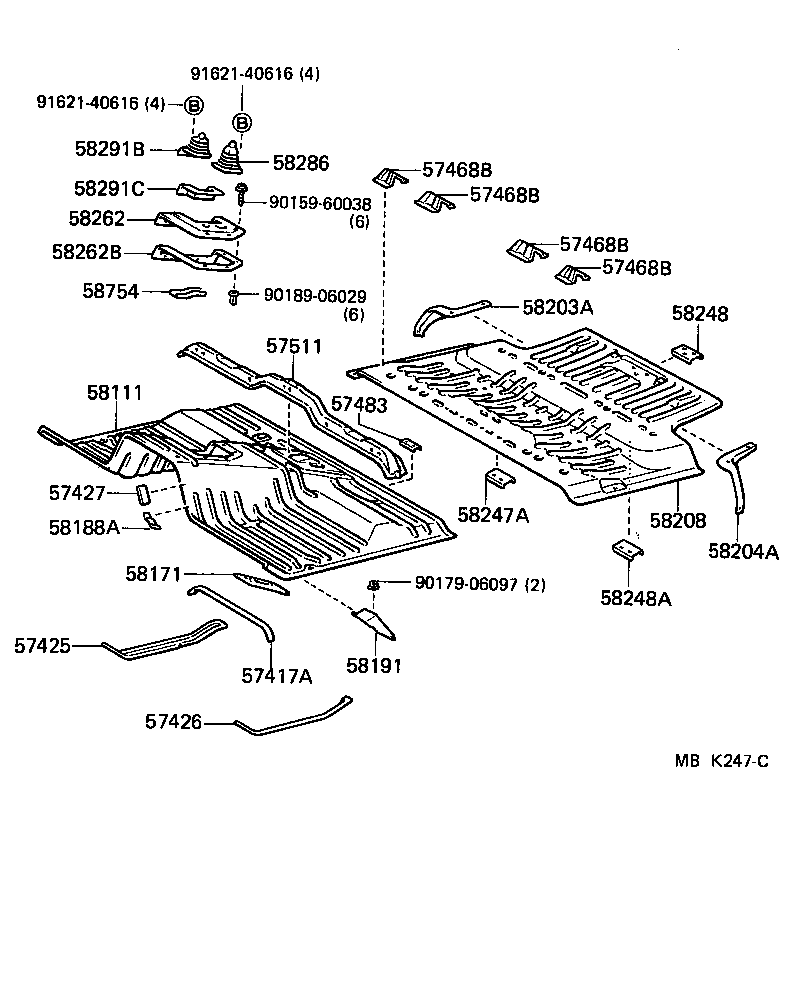 91621-40616 (4)
91621-40616 (4)
B
B
58291B
58286
57468B
58291C
57468B
90159-60038
(6)
58262
58262B
57468B
57468B
58754
90189-06029
(6)
58203A
58248
57511
58111
57483
57427
58247A
58188A
58208
58204A
58171
90179-06097 (2)
58248A
57425
58191
57417A
57426
MB K247-C